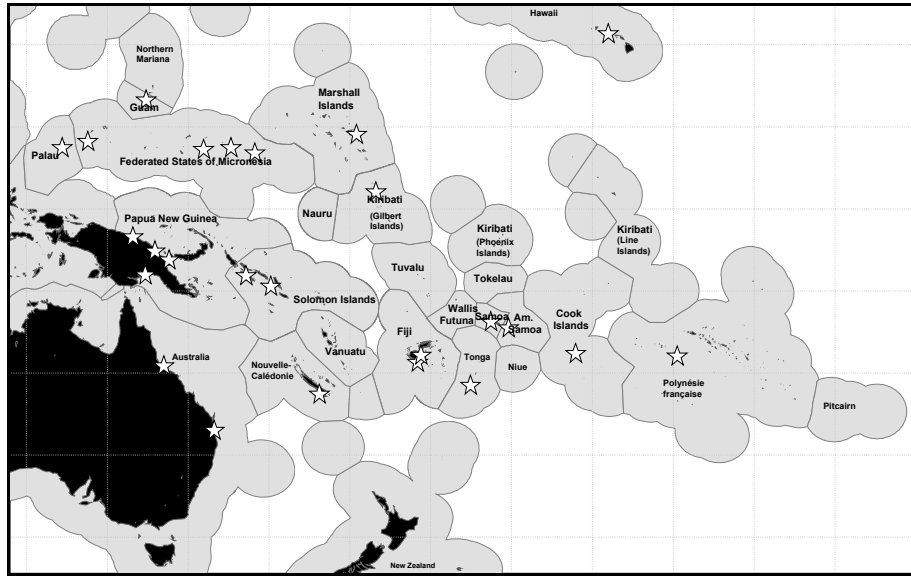 Hawaii
Northern
Mariana
Guam
Marshall
Islands
Palau
Federated States of Micronesia
Kiribati
(Gilbert
Islands)
Nauru
Papua New Guinea
Kiribati
(Phoenix
Islands)
Kiribati
(Line
Islands)
Tuvalu
Tokelau
Solomon Islands
Wallis
Futuna
Samoa
Am.
Samoa
Cook
Islands
Fiji
Vanuatu
Australia
Nouvelle-
Calédonie
Tonga
Niue
Polynésie
française
Pitcairn
New Zealand